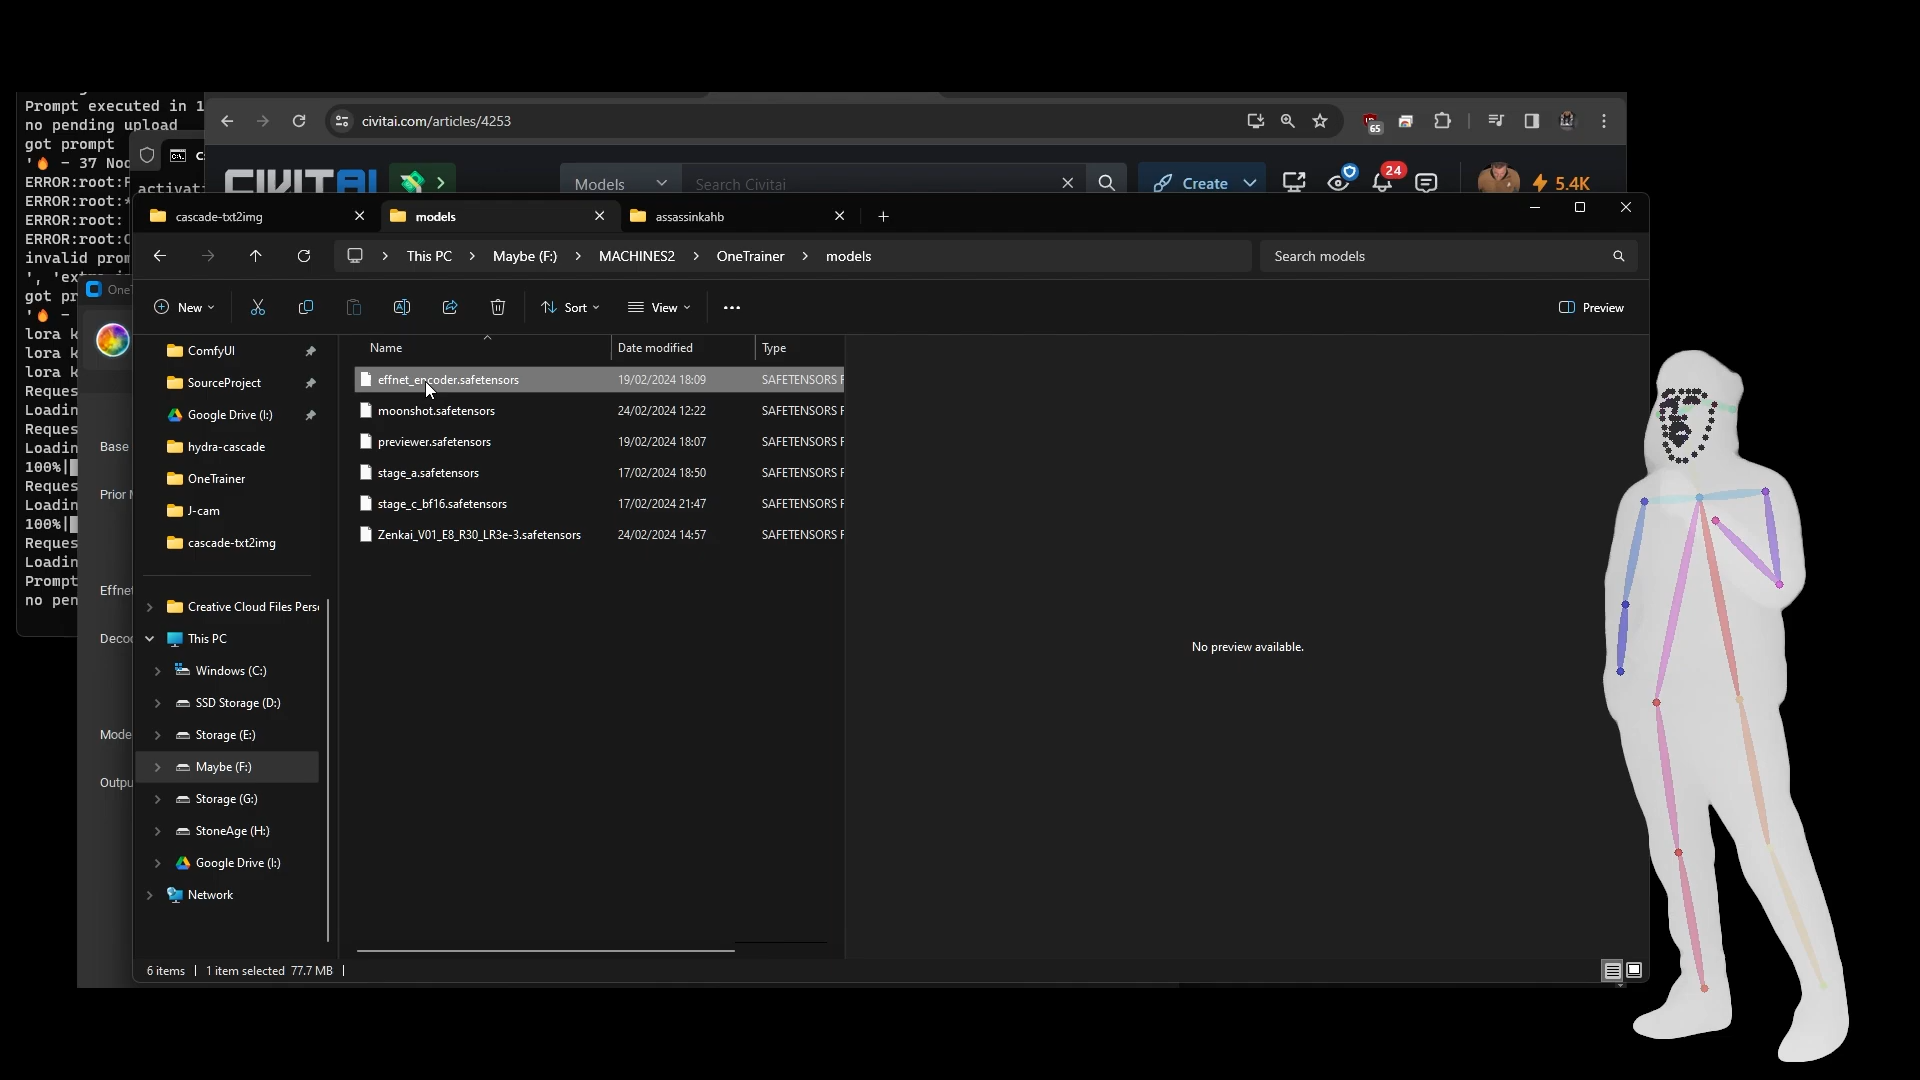 Prompt executed in 1
no pending upload
got prompt
'🔥 - 37 Nod
ERROR:root:F
ERROR:root:*
ERROR:root:
ERROR:root:O
invalid prom
', 'extra_in
got pr
'🔥 -
lora k
lora k
lora k
Reques
Loadin
Reques
Loadin
100%|
Reques
Loadin
100%|
Reques
Loadin
Prompt
no pen
activati
One
Base
Prior M
Effnet
Deco
Mode
Outpu
civitai.com/articles/4253
65
CIVITAI
Models
Search Civitai
Create
24
5.4K
cascade-txt2img
models
assassinkahb
This PC > Maybe (F:) > MACHINES2 > OneTrainer > models
Search models
New
Sort
View
Preview
ComfyUI
SourceProject
Google Drive (I:)
hydra-cascade
OneTrainer
J-cam
cascade-txt2img
Creative Cloud Files Pers
This PC
Windows (C:)
SSD Storage (D:)
Storage (E:)
Maybe (F:)
Storage (G:)
StoneAge (H:)
Google Drive (I:)
Network
Name Date modified Type
effnet_encoder.safetensors 19/02/2024 18:09 SAFETENSORS F
moonshot.safetensors 24/02/2024 12:22 SAFETENSORS F
previewer.safetensors 19/02/2024 18:07 SAFETENSORS F
stage_a.safetensors 17/02/2024 18:50 SAFETENSORS F
stage_c_bf16.safetensors 17/02/2024 21:47 SAFETENSORS F
Zenkai_V01_E8_R30_LR3e-3.safetensors 24/02/2024 14:57 SAFETENSORS F
No preview available.
6 items | 1 item selected 77.7 MB |